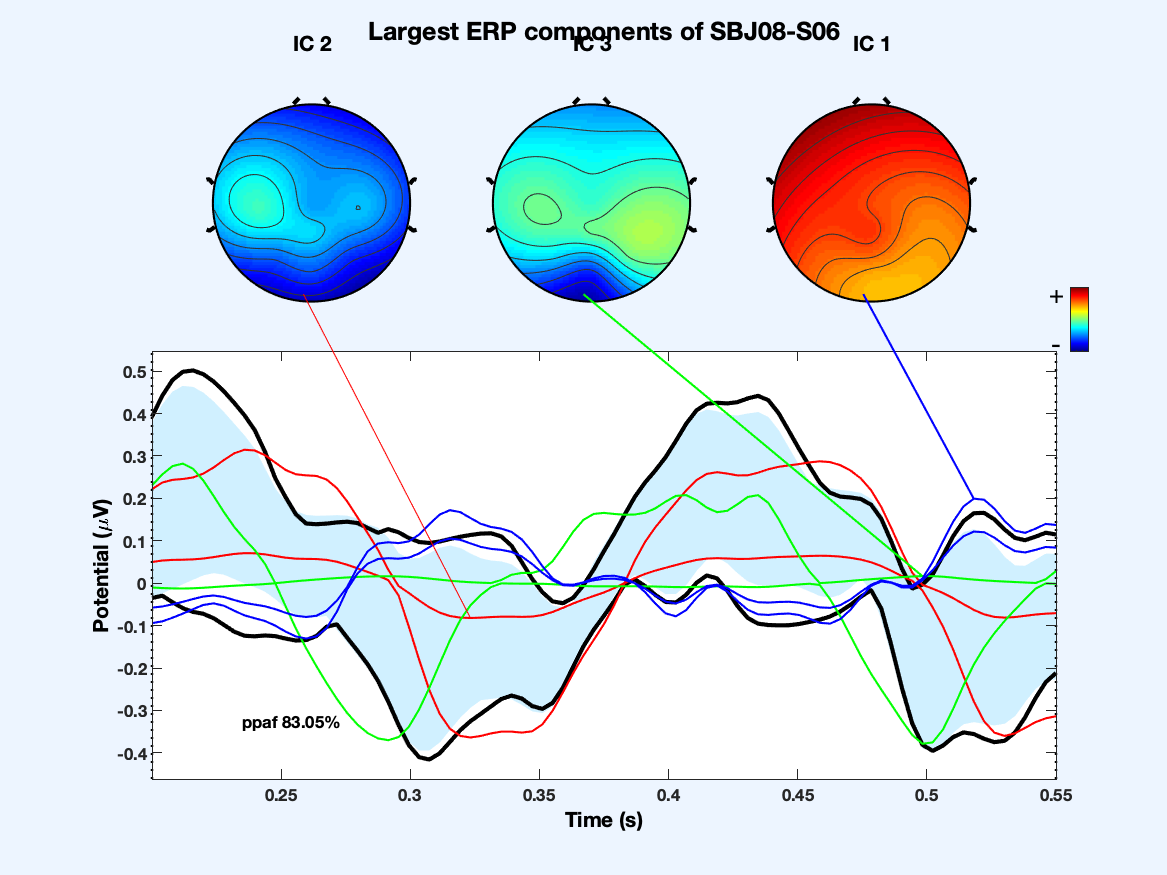 Largest ERP components of SBJ08-S06
IC 2
IC 3
IC 1
+
-
0.5
0.4
0.3
0.2
0.1
0
-0.1
-0.2
-0.3
-0.4
Potential (μV)
ppaf 83.05%
0.25 0.3 0.35 0.4 0.45 0.5 0.55
Time (s)